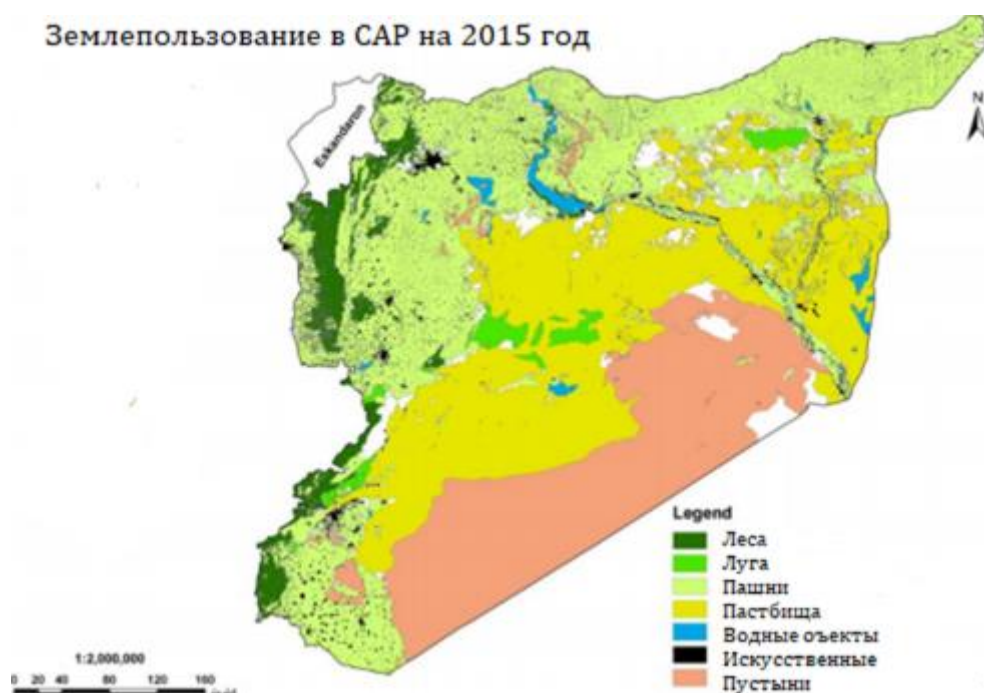 Землепользование в САР на 2015 год
Eskandaron
N
Legend
Леса
Луга
Пашни
Пастбища
Водные оъекты
Искусственные
Пустыни
1:2,000,000
0 20 40 80 120 160